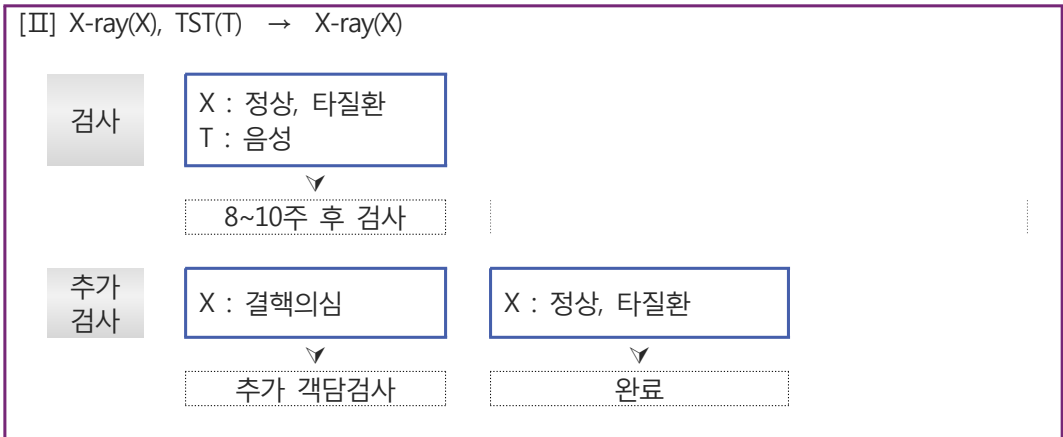 [Ⅱ] X-ray(X), TST(T) → X-ray(X)
검사
X : 정상, 타질환
T : 음성
8~10주 후 검사
추가
검사
X : 결핵의심
X : 정상, 타질환
추가 객담검사
완료